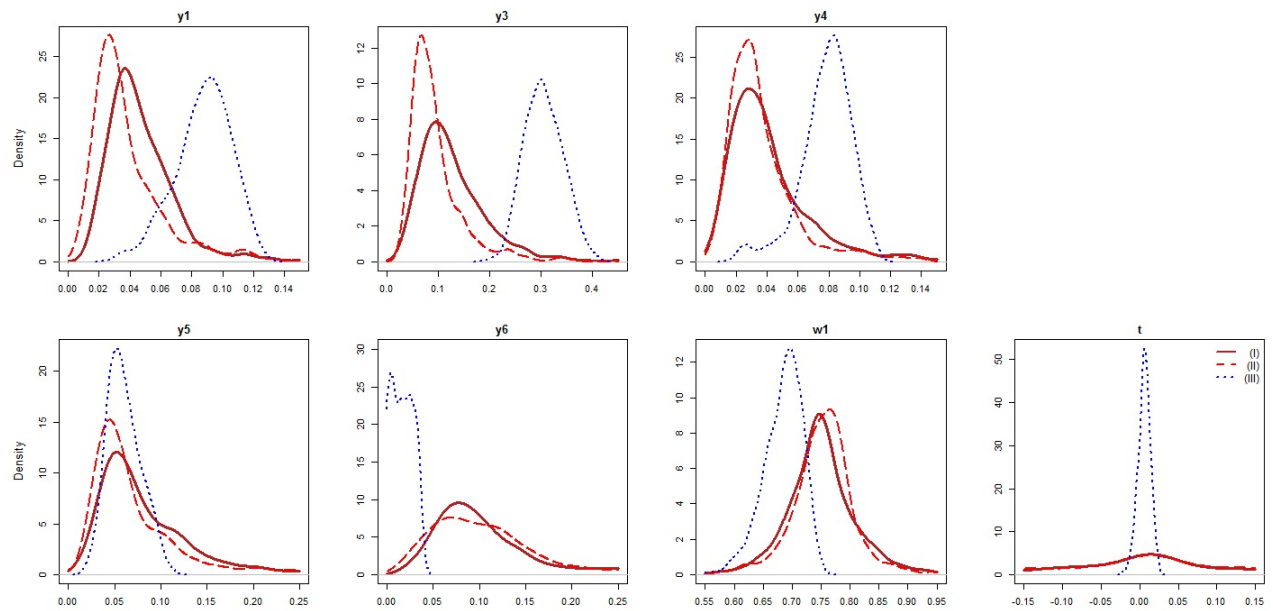 y1
y3
y4
Density
0 5 10 15 20 25
0.00 0.02 0.04 0.06 0.08 0.10 0.12 0.14
0 2 4 6 8 10 12
0.0 0.1 0.2 0.3 0.4
0 5 10 15 20 25
0.00 0.02 0.04 0.06 0.08 0.10 0.12 0.14
y5
y6
w1
t
Density
0 5 10 15 20
0.00 0.05 0.10 0.15 0.20 0.25
0 5 10 15 20 25 30
0.00 0.05 0.10 0.15 0.20 0.25
0 2 4 6 8 10 12
0.55 0.60 0.65 0.70 0.75 0.80 0.85 0.90 0.95
0 10 20 30 40 50
-0.15 -0.10 -0.05 0.00 0.05 0.10 0.15
(I)
(II)
(III)